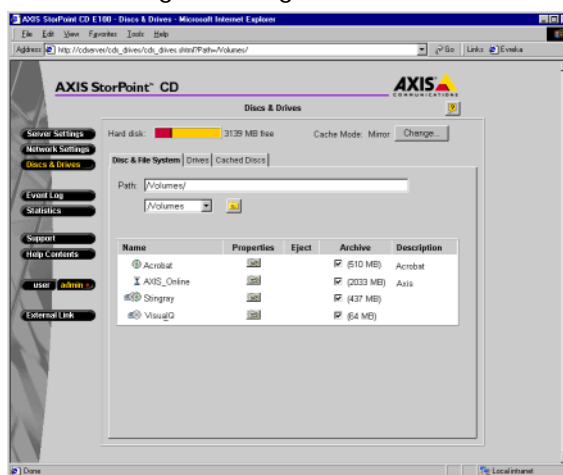 AXIS StorPoint CD E100 - Discs & Drives - Microsoft Internet Explorer
File Edit View Favorites Tools Help
Address http://cdserver/cds_drives/cds_drives.shtml?Path=/Volumes/ Go Links Evreka
AXIS StorPoint™ CD
AXIS COMMUNICATIONS
Discs & Drives
Server Settings
Network Settings
Discs & Drives
Event Log
Statistics
Support
Help Contents
user admin
External Link
Hard disk: 3139 MB free Cache Mode: Mirror Change...
Disc & File System Drives Cached Discs
Path: /Volumes/
/Volumes
Name Properties Eject Archive Description
Acrobat (510 MB) Acrobat
AXIS_Online (2033 MB) Axis
Stingray (437 MB)
VisualQ (64 MB)
Done Local intranet